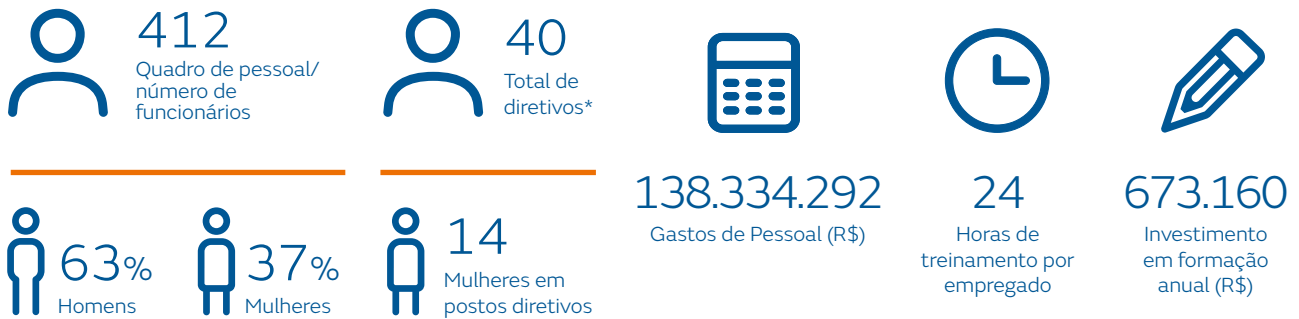 412
Quadro de pessoal/
número de
funcionários
63%
Homens
37%
Mulheres
40
Total de
diretivos*
14
Mulheres em
postos diretivos
138.334.292
Gastos de Pessoal (R$)
24
Horas de
treinamento por
empregado
673.160
Investimento
em formação
anual (R$)